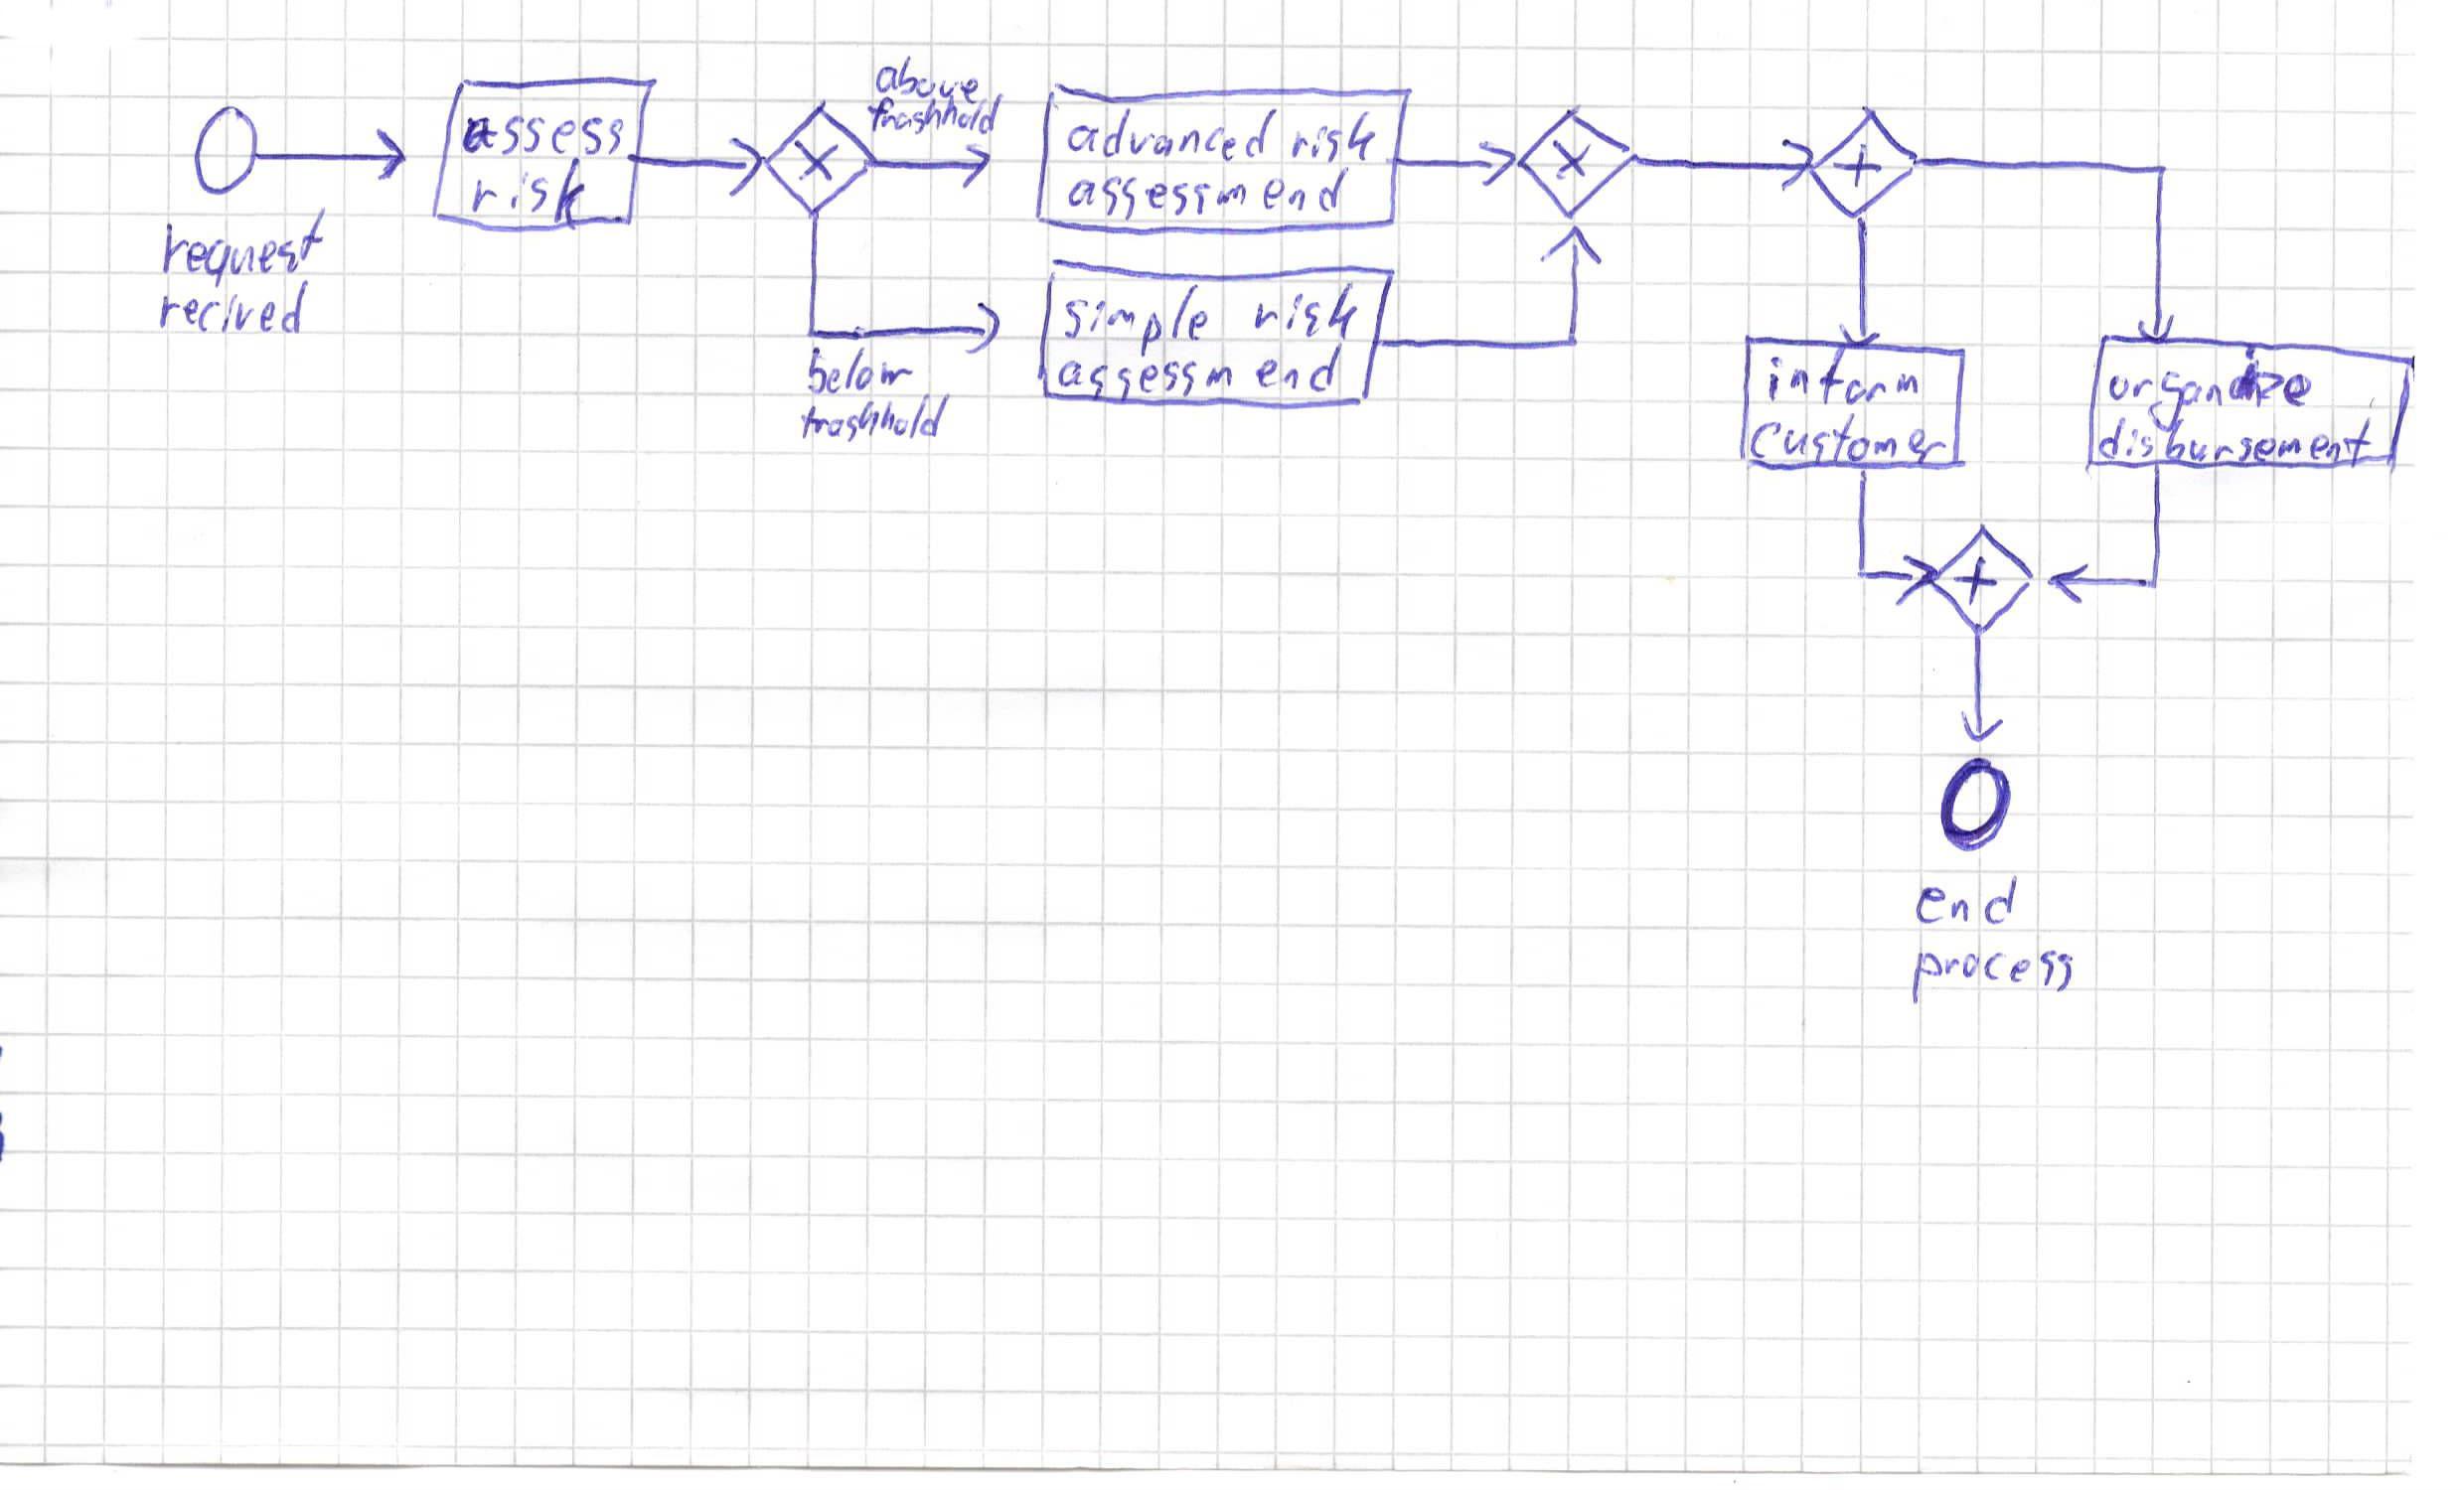 request
recived
assess
risk
above
trashhold
below
trashhold
advanced risk
assessmend
simple risk
assessmend
inform
customer
organize
disbursement
end
process